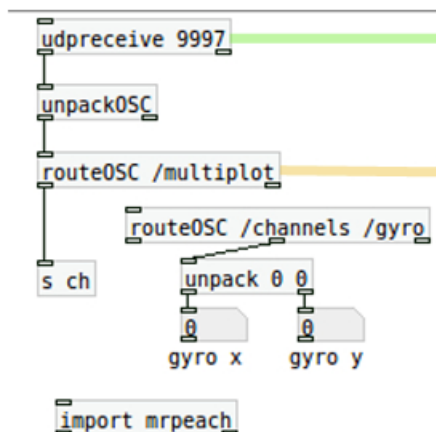 udpreceive 9997
unpackOSC
routeOSC /multiplot
routeOSC /channels /gyro
s ch
unpack 0 0
0 0
gyro x gyro y
import mrpeach